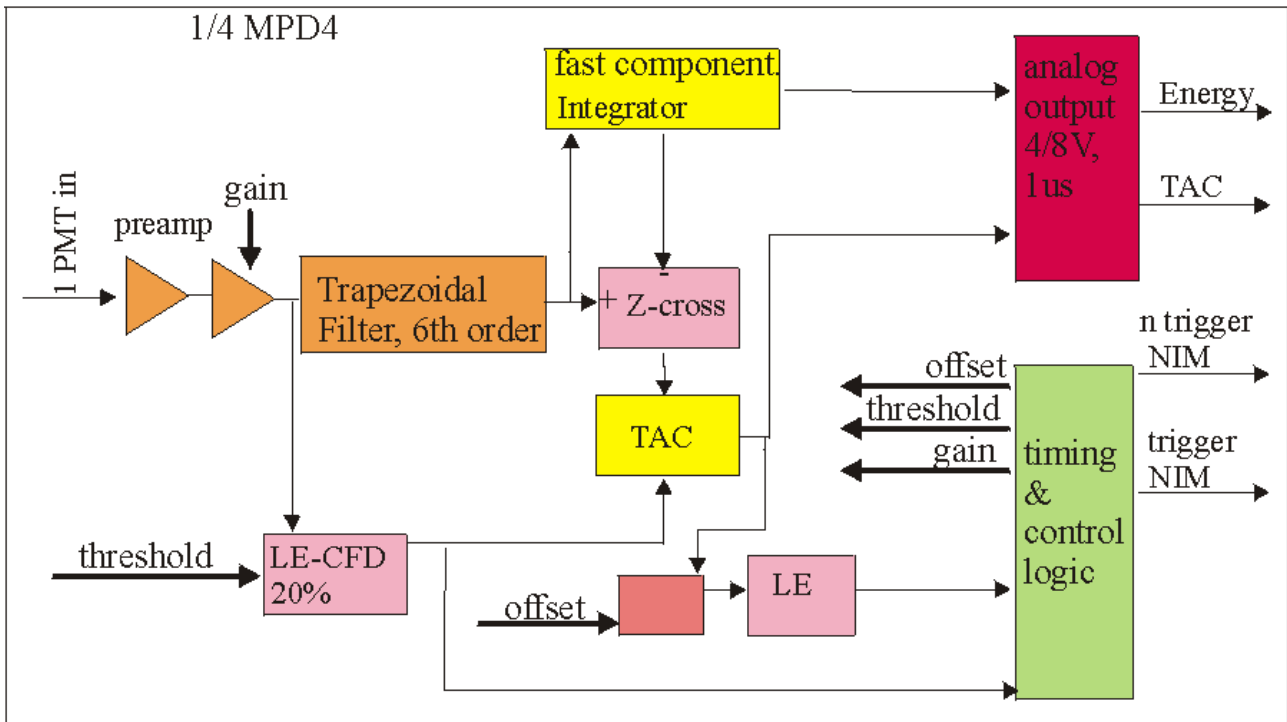 1/4 MPD4
fast component.
Integrator
analog
output
4/8V,
1us
Energy
TAC
1 PMT in
preamp
gain
Trapezoidal
Filter, 6th order
-
+ Z-cross
TAC
offset
threshold
gain
timing
&
control
logic
n trigger
NIM
trigger
NIM
threshold
LE-CFD
20%
offset
LE